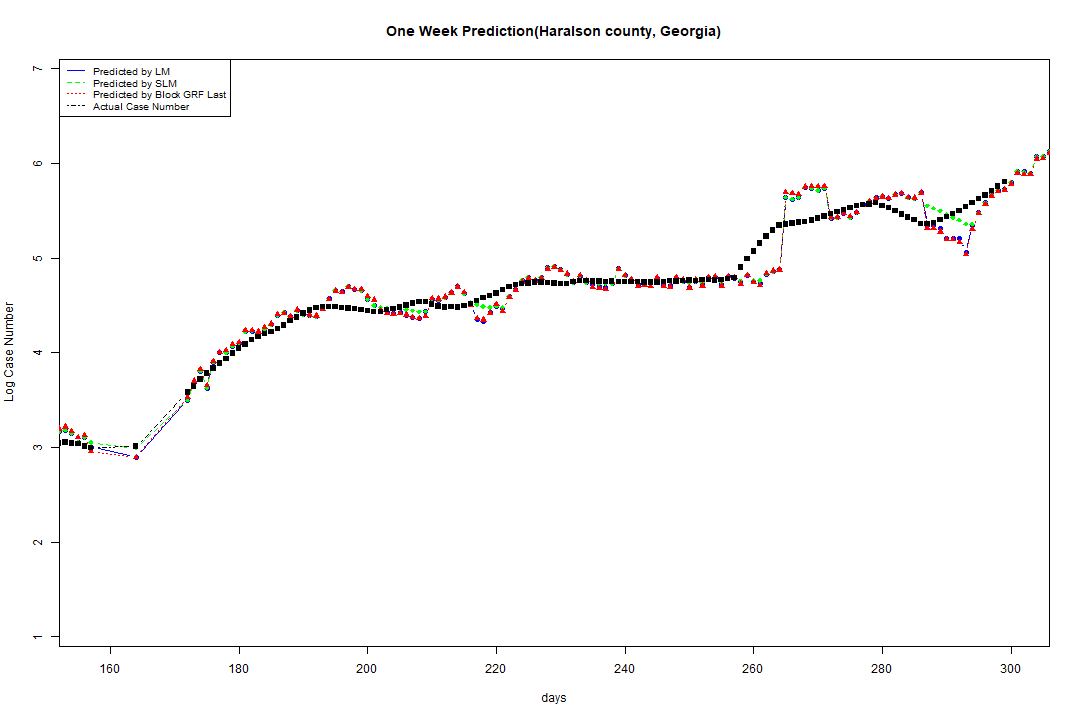 One Week Prediction(Haralson county, Georgia)
Predicted by LM
Predicted by SLM
Predicted by Block GRF Last
Actual Case Number
7
6
5
4
3
2
1
Log Case Number
160 180 200 220 240 260 280 300
days